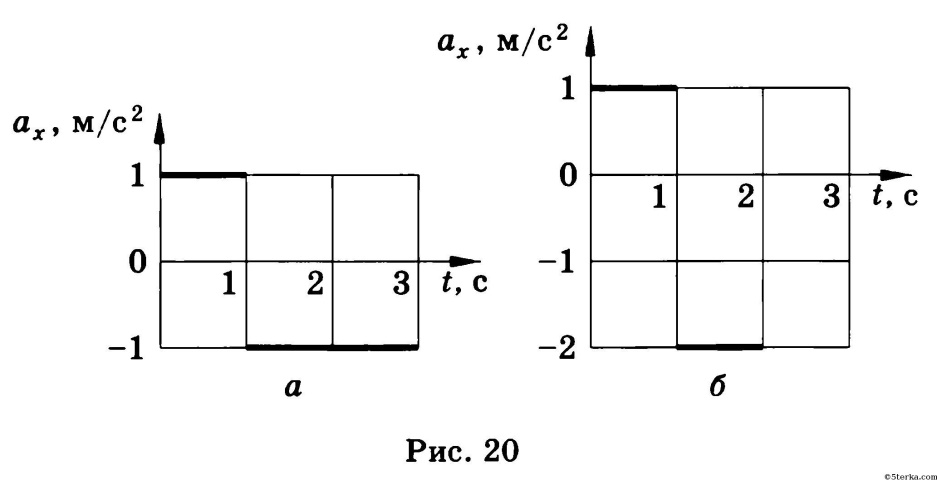 aₓ, м/с²
1
0
1 2 3 t, с
−1
а
aₓ, м/с²
1
0
1 2 3 t, с
−1
−2
б
Рис. 20
©5terka.com